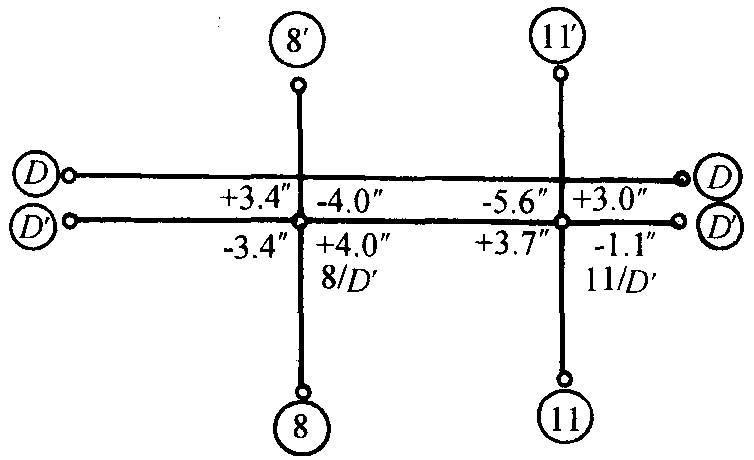 8′ 11′
D D
+3.4″ -4.0″ -5.6″ +3.0″
D′ D′
-3.4″ +4.0″ +3.7″ -1.1″
8/D′ 11/D′
8 11